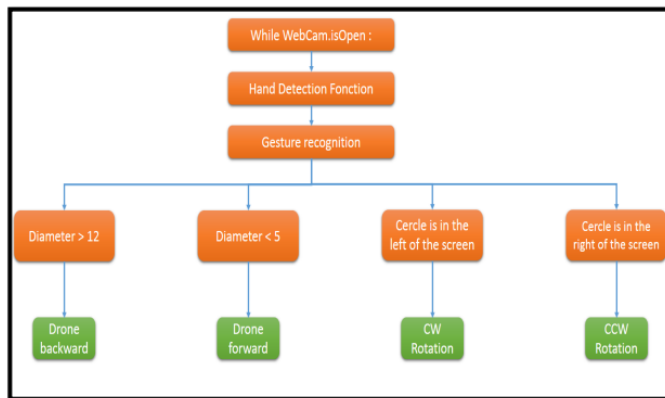 While WebCam.isOpen :
Hand Detection Fonction
Gesture recognition
Diameter > 12
Diameter < 5
Cercle is in the
left of the screen
Cercle is in the
right of the screen
Drone
backward
Drone
forward
CW
Rotation
CCW
Rotation